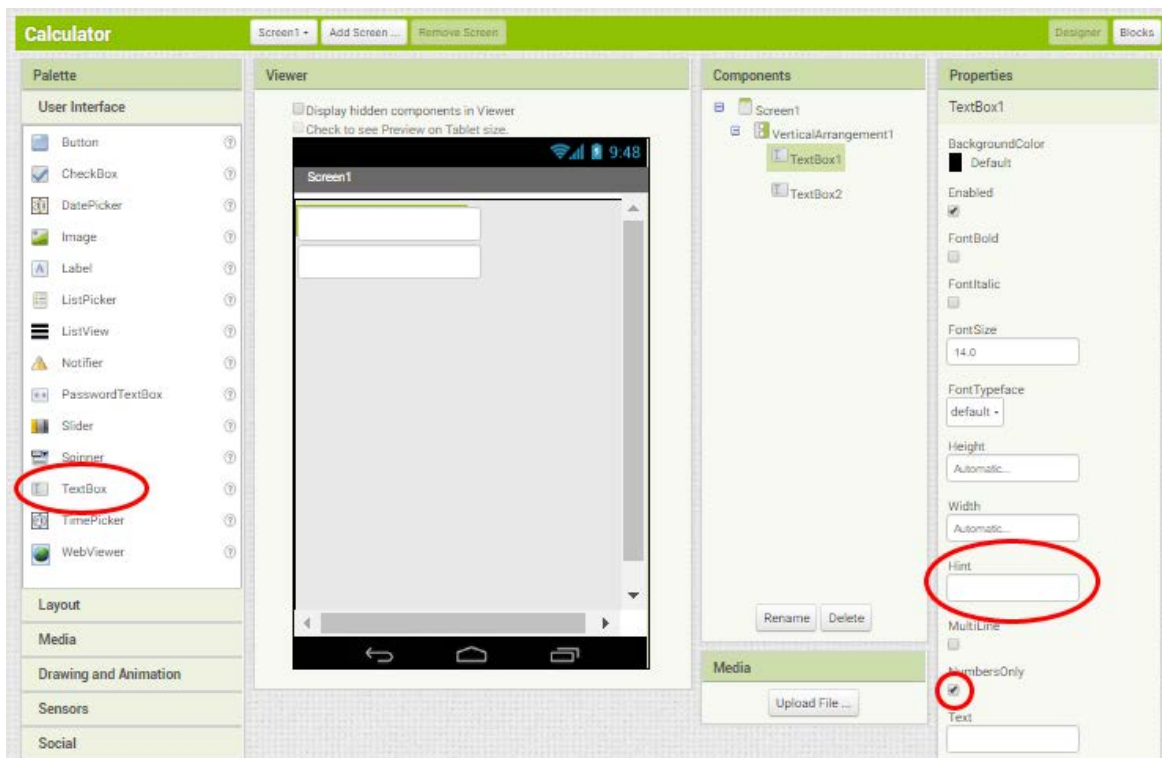 Calculator
Screen1
Add Screen ...
Remove Screen
Designer
Blocks
Palette
User Interface
Button
CheckBox
DatePicker
Image
Label
ListPicker
ListView
Notifier
PasswordTextBox
Slider
Spinner
TextBox
TimePicker
WebViewer
Layout
Media
Drawing and Animation
Sensors
Social
Viewer
Display hidden components in Viewer
Check to see Preview on Tablet size.
9:48
Screen1
Components
Screen1
VerticalArrangement1
TextBox1
TextBox2
Rename
Delete
Media
Upload File ...
Properties
TextBox1
BackgroundColor
Default
Enabled
FontBold
FontItalic
FontSize
14.0
FontTypeface
default
Height
Automatic...
Width
Automatic...
Hint
MultiLine
NumbersOnly
Text